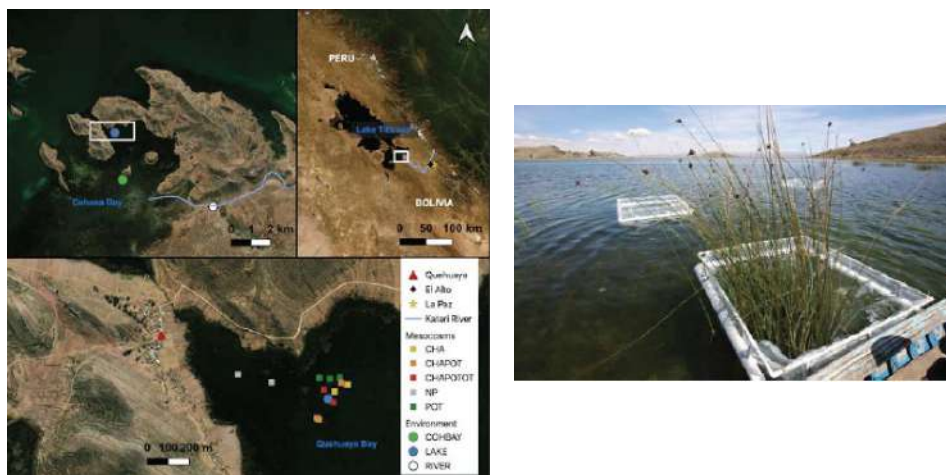 PERU
Lake Titicaca
BOLIVIA
0 50 100 km
Cohana Bay
0 1 2 km
Quehuaya
El Alto
La Paz
Katari River
Mesocosms
CHA
CHAPOT
CHAPOTOT
NP
POT
Environment
COHBAY
LAKE
RIVER
0 100 200 m
Quehuaya Bay